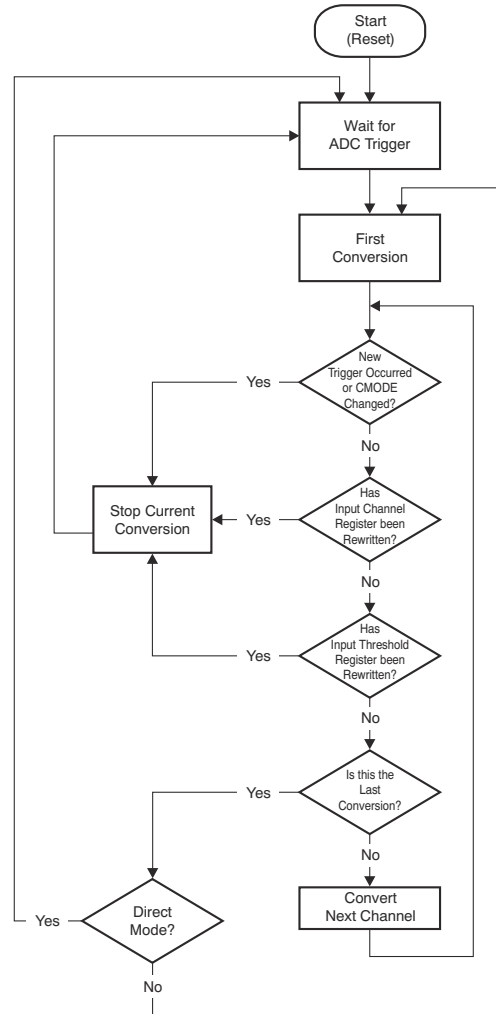 Start
(Reset)
Wait for
ADC Trigger
First
Conversion
New
Trigger Occurred
or CMODE
Changed?
Yes
No
Stop Current
Conversion
Has
Input Channel
Register been
Rewritten?
Yes
No
Has
Input Threshold
Register been
Rewritten?
Yes
No
Is this the
Last
Conversion?
Yes
No
Convert
Next Channel
Direct
Mode?
Yes
No